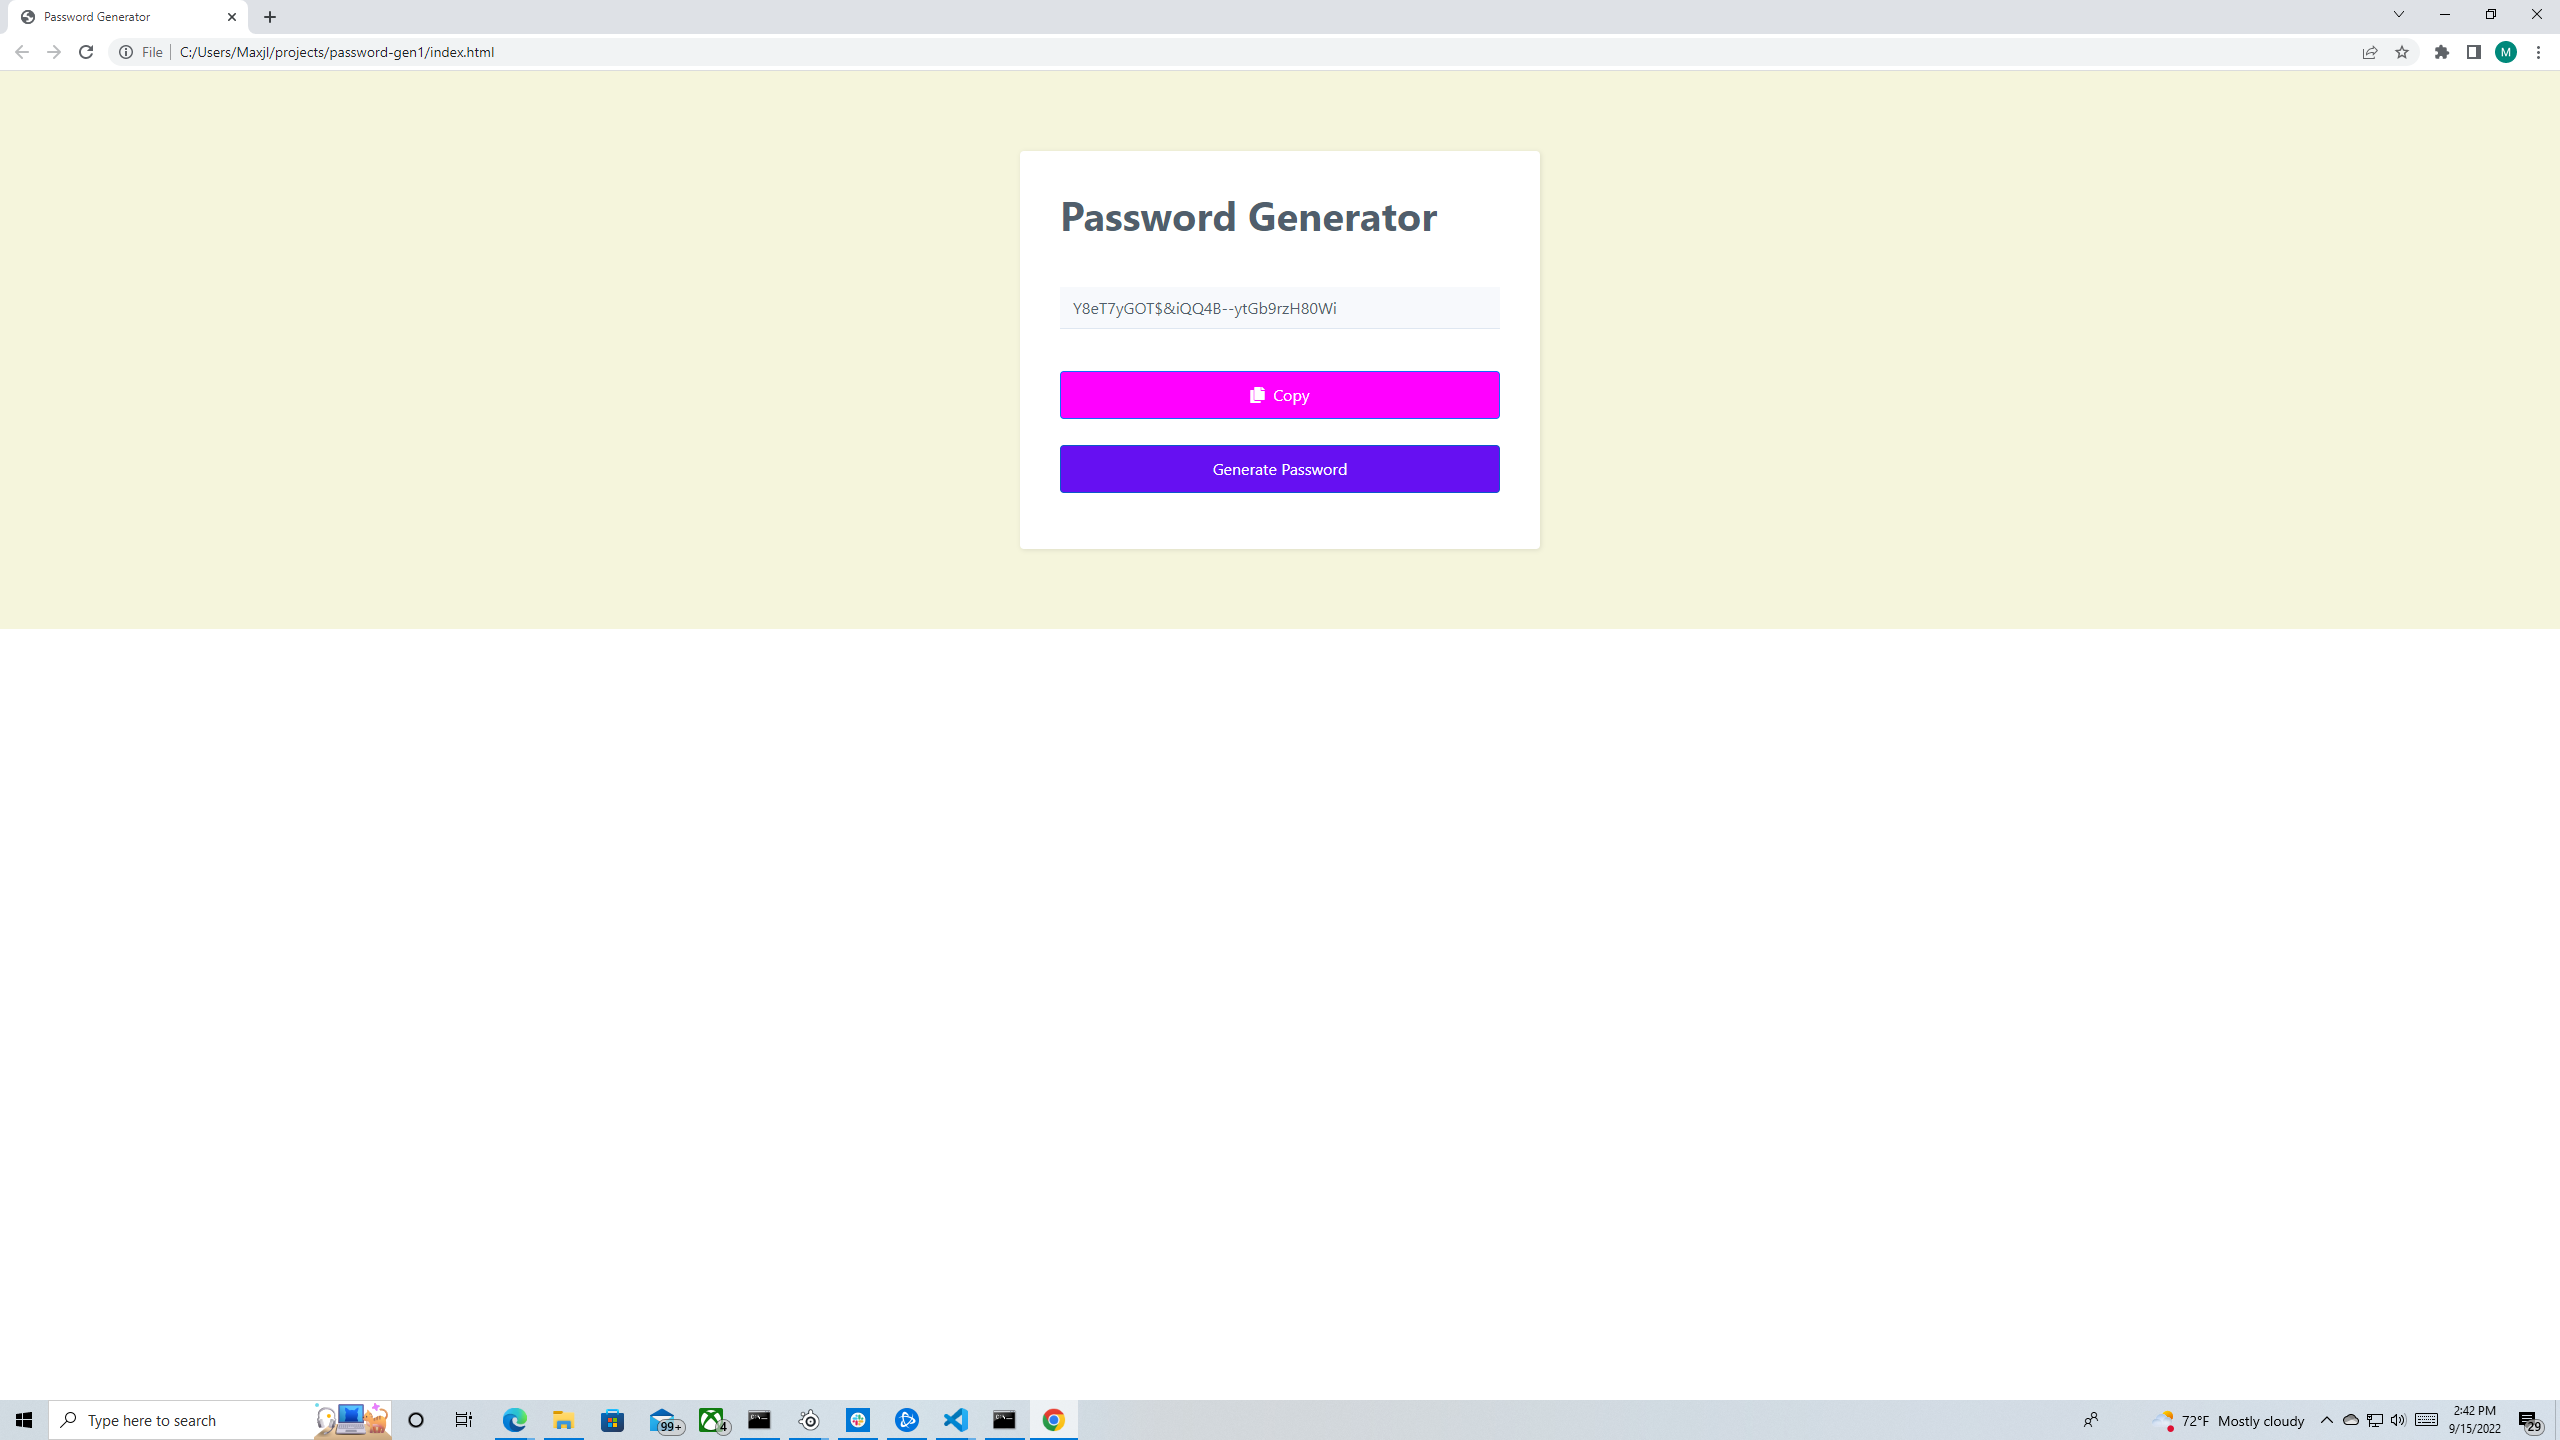 Password Generator
File
C:/Users/Maxjl/projects/password-gen1/index.html
M
Password Generator
Y8eT7yGOT$&iQQ4B--ytGb9rzH80Wi
Copy
Generate Password
Type here to search
99+
4
72°F Mostly cloudy
2:42 PM
9/15/2022
29